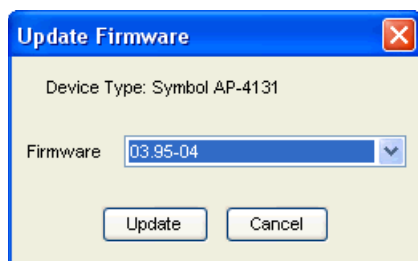 Update Firmware
Device Type: Symbol AP-4131
Firmware 03.95-04
Update Cancel